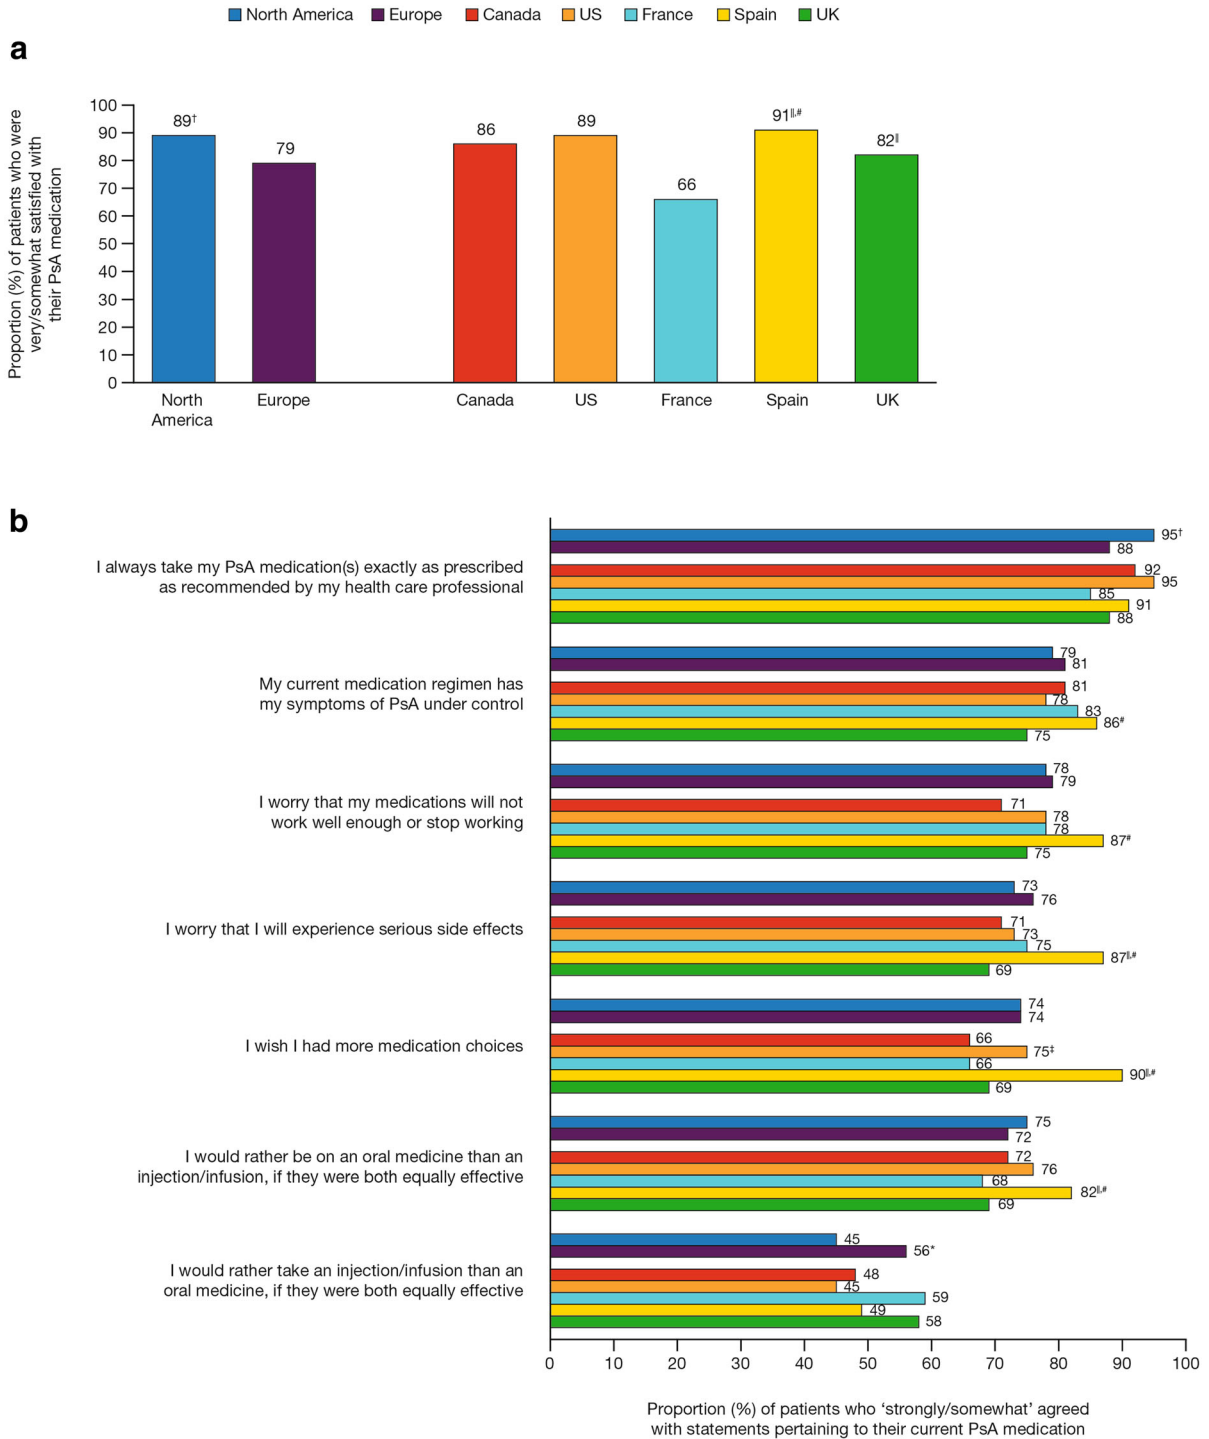 North America Europe Canada US France Spain UK
a
Proportion (%) of patients who were
very/somewhat satisfied with
their PsA medication
100
90
80
70
60
50
40
30
20
10
0
89†
79
86
89
66
91||,#
82||
North
America
Europe
Canada
US
France
Spain
UK
b
I always take my PsA medication(s) exactly as prescribed
as recommended by my health care professional
95†
88
92
95
85
91
88
My current medication regimen has
my symptoms of PsA under control
79
81
81
78
83
86#
75
I worry that my medications will not
work well enough or stop working
78
79
71
78
78
87#
75
I worry that I will experience serious side effects
73
76
71
73
75
87||,#
69
I wish I had more medication choices
74
74
66
75‡
66
90||,#
69
I would rather be on an oral medicine than an
injection/infusion, if they were both equally effective
75
72
72
76
68
82||,#
69
I would rather take an injection/infusion than an
oral medicine, if they were both equally effective
45
56*
48
45
59
49
58
0 10 20 30 40 50 60 70 80 90 100
Proportion (%) of patients who ‘strongly/somewhat’ agreed
with statements pertaining to their current PsA medication